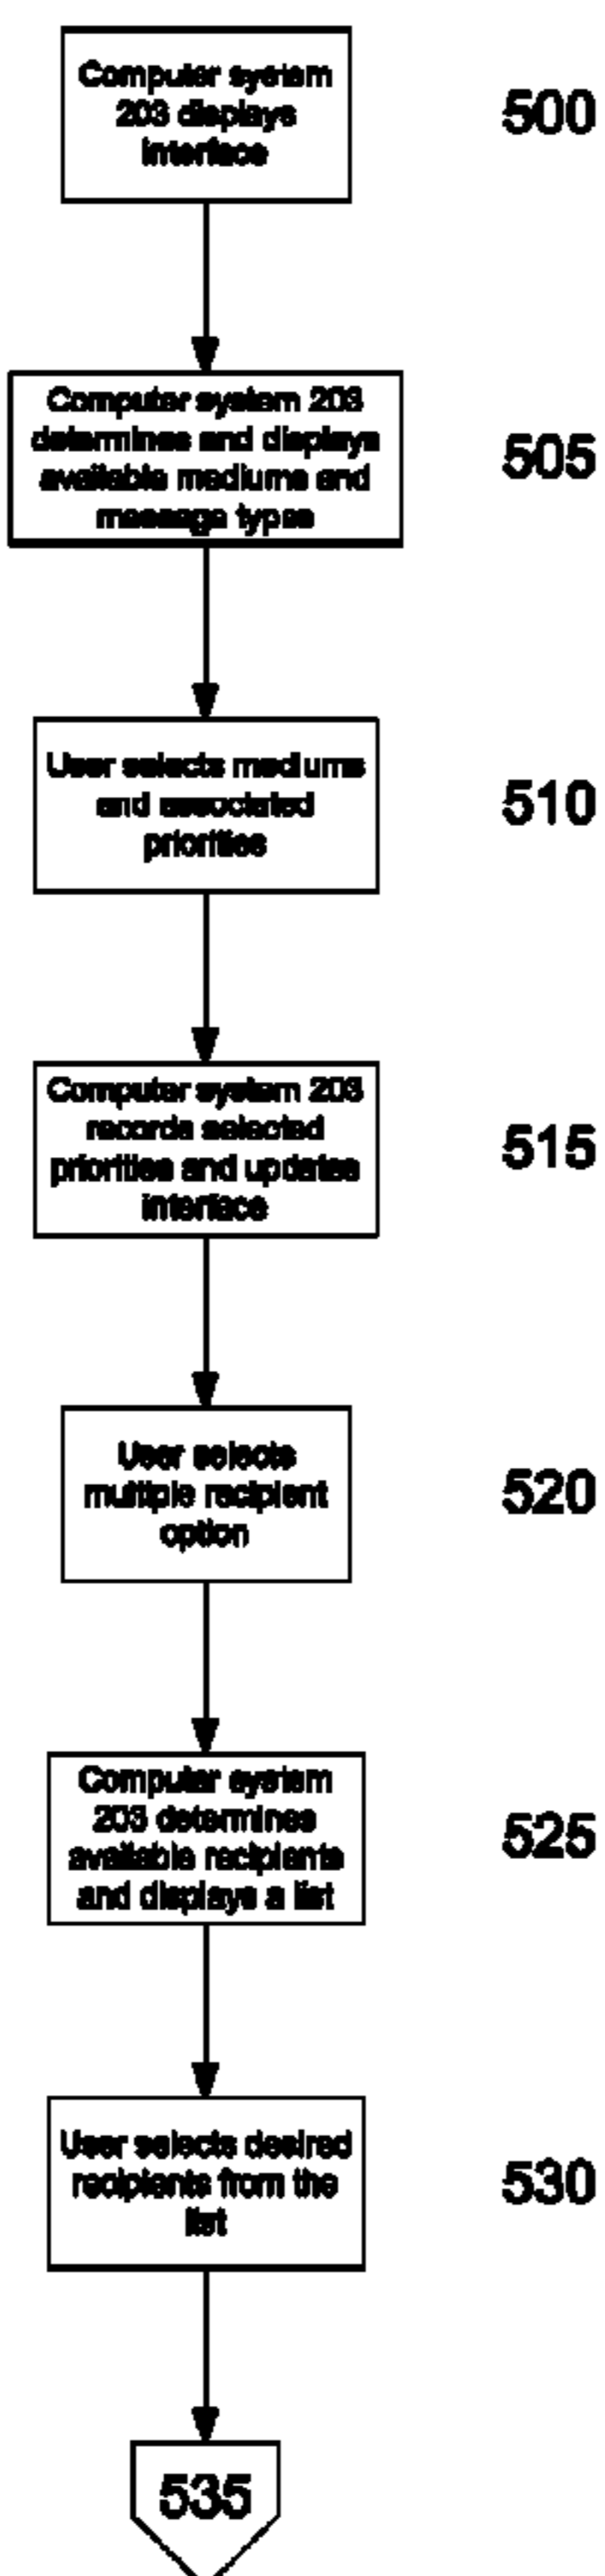 Computer system
203 displays
interface
500
Computer system 203
determines and displays
available mediums and
message types
505
User selects mediums
and associated
priorities
510
Computer system 203
records selected
priorities and updates
interface
515
User selects
multiple recipient
option
520
Computer system
203 determines
available recipients
and displays a list
525
User selects desired
recipients from the
list
530
535